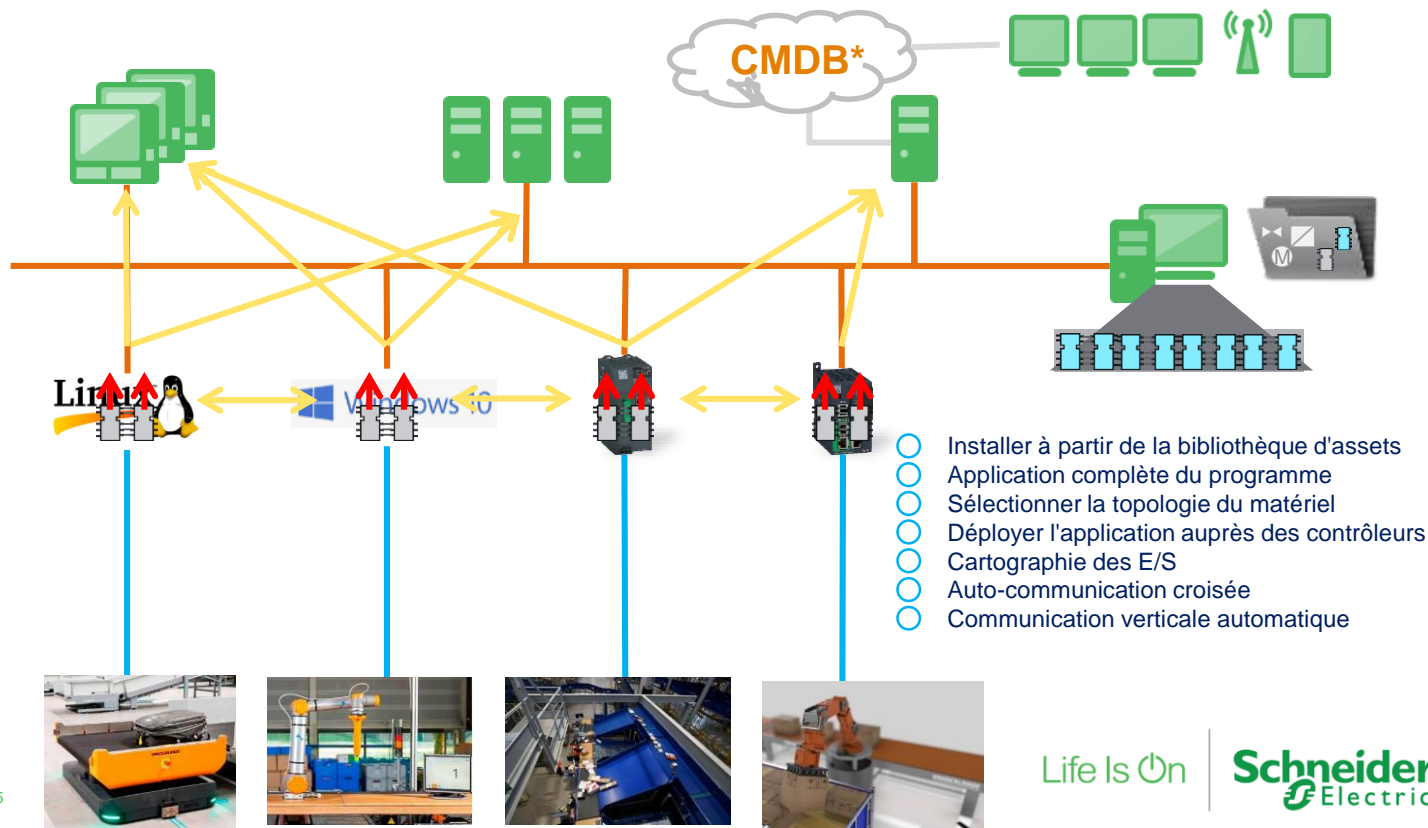 CMDB*
M
Linux
Windows 10
Installer à partir de la bibliothèque d'assets
Application complète du programme
Sélectionner la topologie du matériel
Déployer l'application auprès des contrôleurs
Cartographie des E/S
Auto-communication croisée
Communication verticale automatique
1
Life Is On
Schneider
Electric